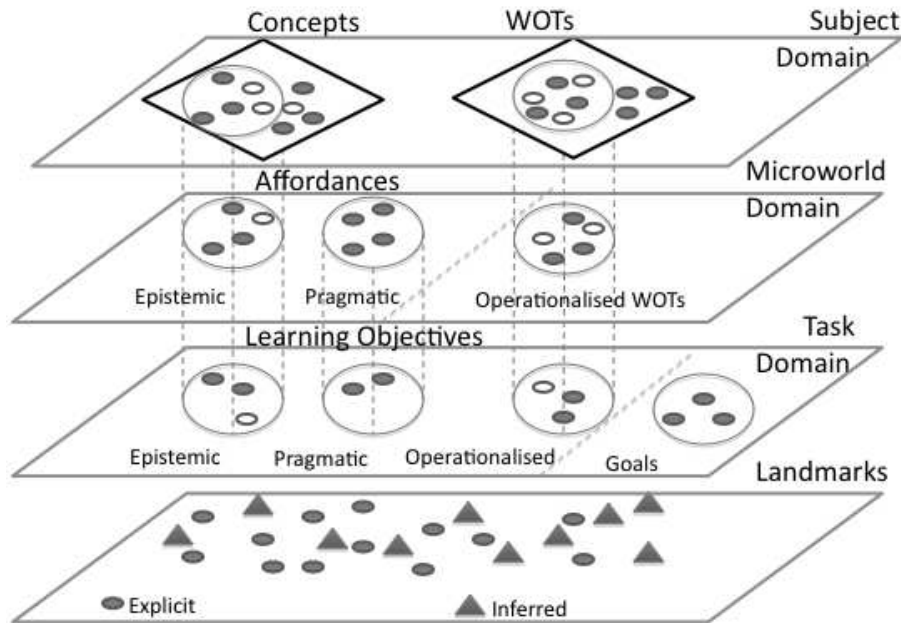 Concepts
WOTs
Subject
Domain
Microworld
Domain
Affordances
Epistemic
Pragmatic
Operationalised WOTs
Learning Objectives
Task
Domain
Epistemic
Pragmatic
Operationalised
Goals
Landmarks
Explicit
Inferred